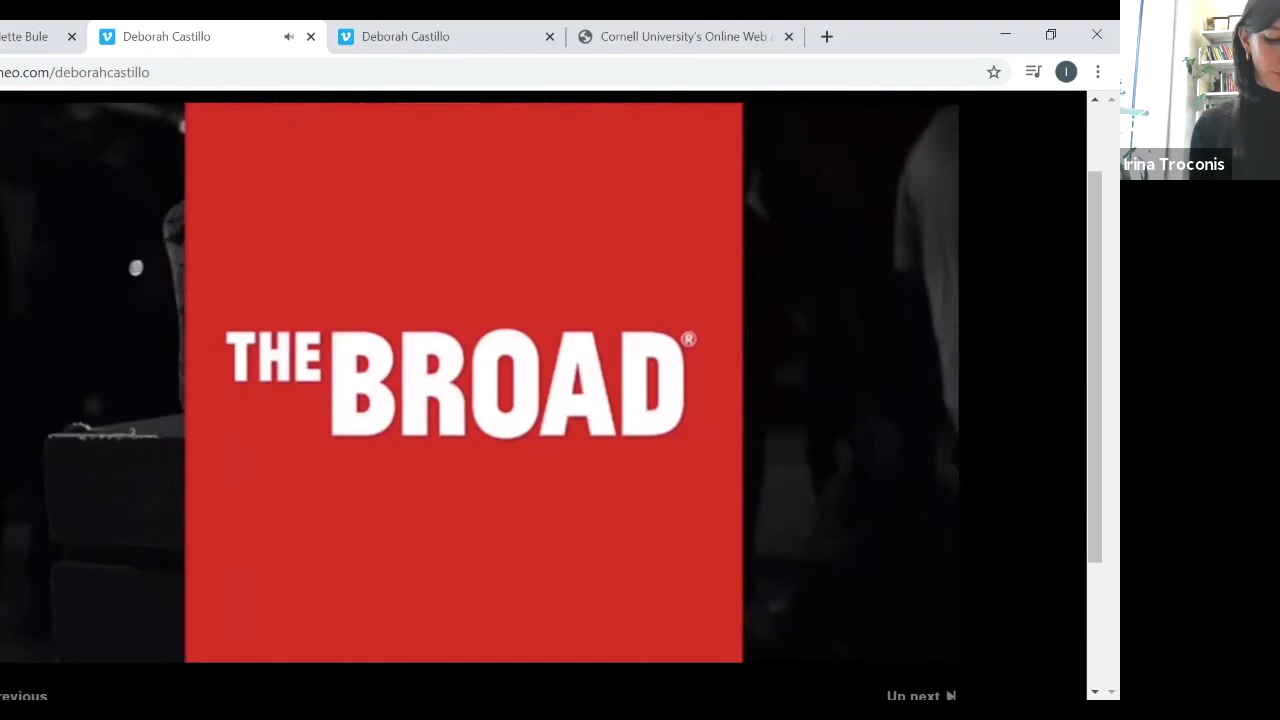 lette Bule
Deborah Castillo
Deborah Castillo
Cornell University's Online Web
neo.com/deborahcastillo
I
Irina Troconis
THE BROAD®
revious
Up next